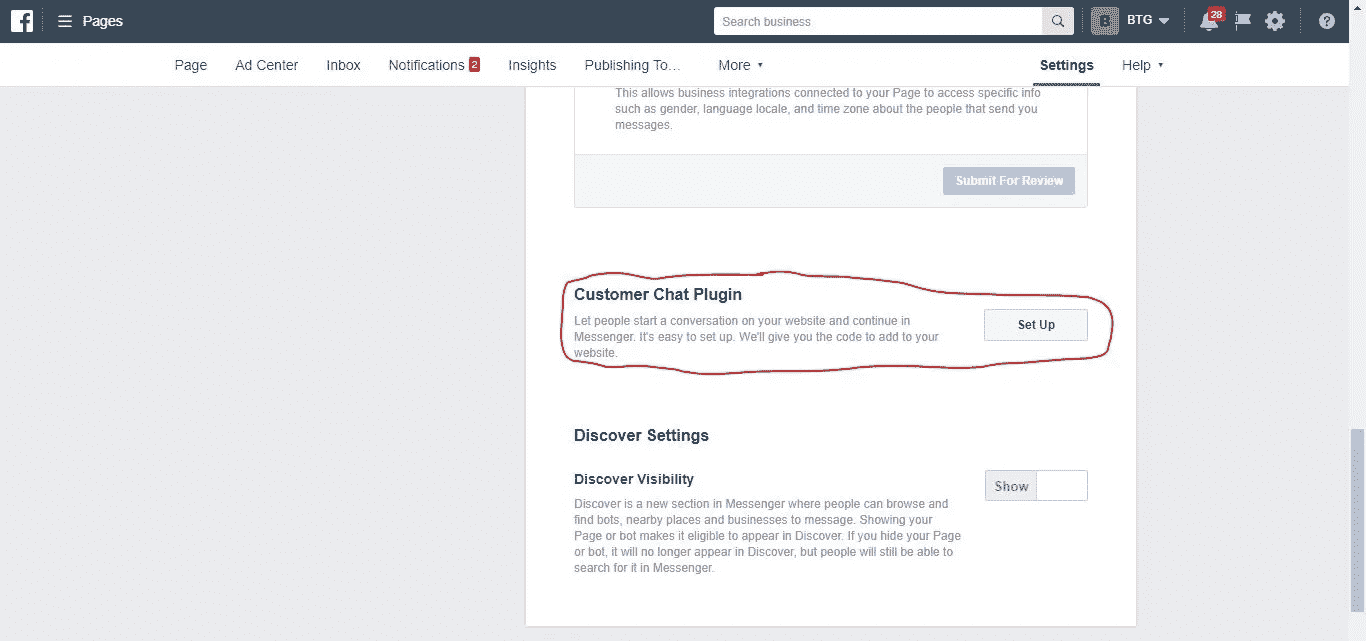 Pages
Search business
BTG
28
?
Page Ad Center Inbox Notifications 2 Insights Publishing To… More Settings Help
This allows business integrations connected to your Page to access specific info
such as gender, language locale, and time zone about the people that send you
messages.
Submit For Review
Customer Chat Plugin
Let people start a conversation on your website and continue in
Messenger. It's easy to set up. We'll give you the code to add to your
website.
Set Up
Discover Settings
Discover Visibility
Show
Discover is a new section in Messenger where people can browse and
find bots, nearby places and businesses to message. Showing your
Page or bot makes it eligible to appear in Discover. If you hide your Page
or bot, it will no longer appear in Discover, but people will still be able to
search for it in Messenger.